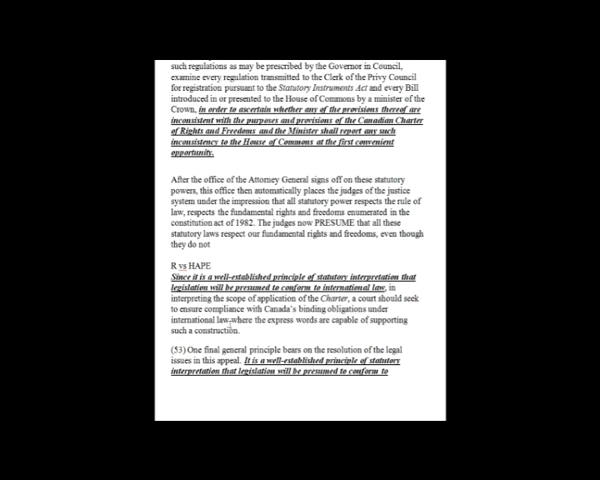 such regulations as may be prescribed by the Governor in Council,
examine every regulation transmitted to the Clerk of the Privy Council
for registration pursuant to the Statutory Instruments Act and every Bill
introduced in or presented to the House of Commons by a minister of the
Crown, in order to ascertain whether any of the provisions thereof are
inconsistent with the purposes and provisions of the Canadian Charter
of Rights and Freedoms and the Minister shall report any such
inconsistency to the House of Commons at the first convenient
opportunity.
After the office of the Attorney General signs off on these statutory
powers, this office then automatically places the judges of the justice
system under the impression that all statutory power respects the rule of
law, respects the fundamental rights and freedoms enumerated in the
constitution act of 1982. The judges now PRESUME that all these
statutory laws respect our fundamental rights and freedoms, even though
they do not
R vs HAPE
Since it is a well-established principle of statutory interpretation that
legislation will be presumed to conform to international law, in
interpreting the scope of application of the Charter, a court should seek
to ensure compliance with Canada's binding obligations under
international law where the express words are capable of supporting
such a construction.
(53) One final general principle bears on the resolution of the legal
issues in this appeal. It is a well-established principle of statutory
interpretation that legislation will be presumed to conform to